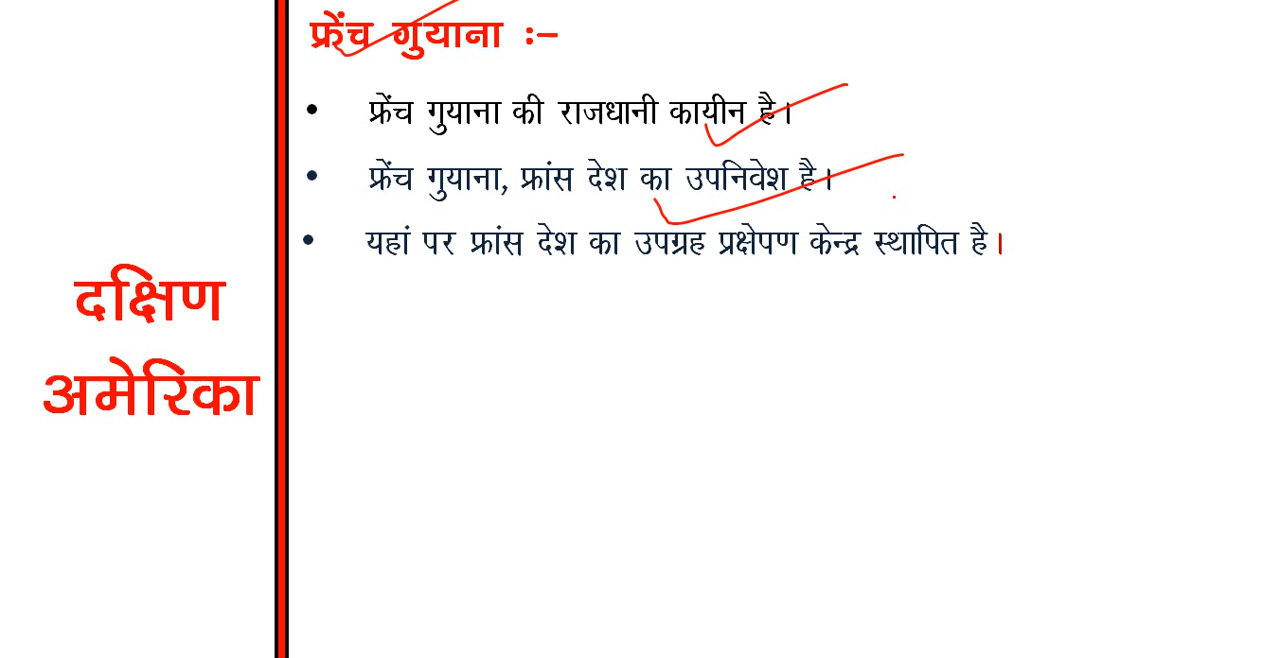 फ्रेंच गुयाना :–
• फ्रेंच गुयाना की राजधानी कायीन है।
• फ्रेंच गुयाना, फ्रांस देश का उपनिवेश है।
• यहां पर फ्रांस देश का उपग्रह प्रक्षेपण केन्द्र स्थापित है।
दक्षिण
अमेरिका